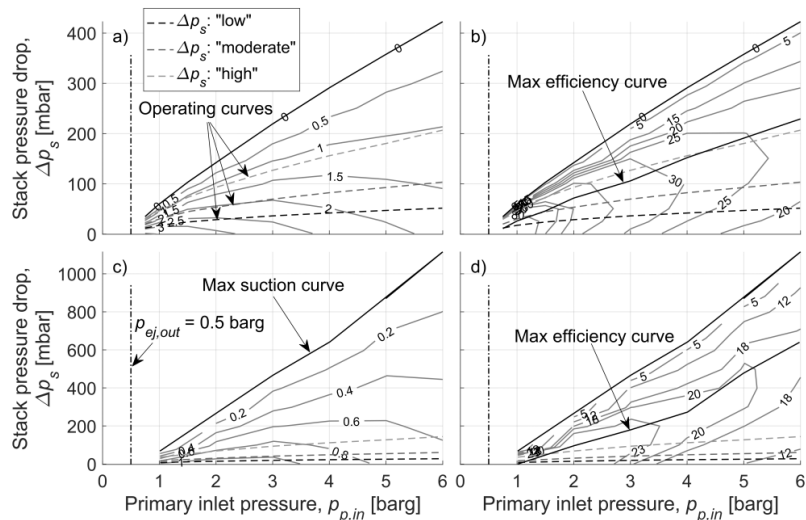 a)
Δp_s: "low"
Δp_s: "moderate"
Δp_s: "high"
Operating curves
Stack pressure drop,
Δp_s [mbar]
400
300
200
100
0
0
0.5
1
1.5
2
b)
Max efficiency curve
0
5
15
20
25
30
25
20
c)
Max suction curve
p_ej,out = 0.5 barg
Stack pressure drop,
Δp_s [mbar]
1000
800
600
400
200
0
0.2
0.2
0.4
0.4
0.6
0.8
0 1 2 3 4 5 6
Primary inlet pressure, p_p,in [barg]
d)
Max efficiency curve
5
12
5
12
18
18
20
20
23
12
0 1 2 3 4 5 6
Primary inlet pressure, p_p,in [barg]